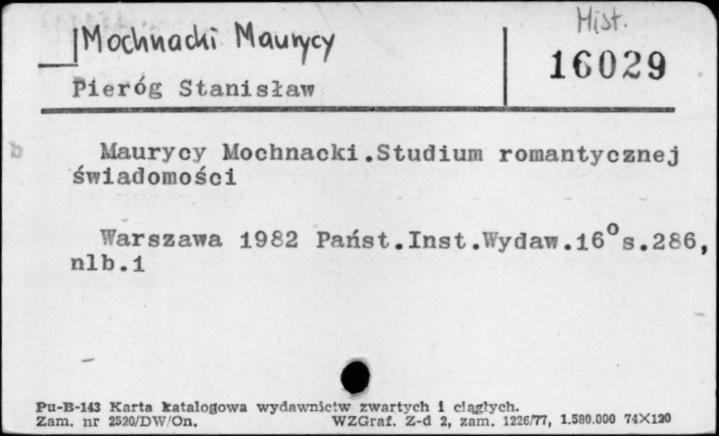 Hist.
Mochnacki Maurycy
16029
Pieróg Stanisław
Maurycy Mochnacki.Studium romantycznej
świadomości
Warszawa 1982 Państ.Inst.Wydaw.16° s.286,
nlb.1
Pu-B-143 Karta katalogowa wydawnictw zwartych i ciągłych.
Zam. nr 2520/DW/On. WZGraf. Z-d 2, zam. 1226/77, 1.580.000 74X120